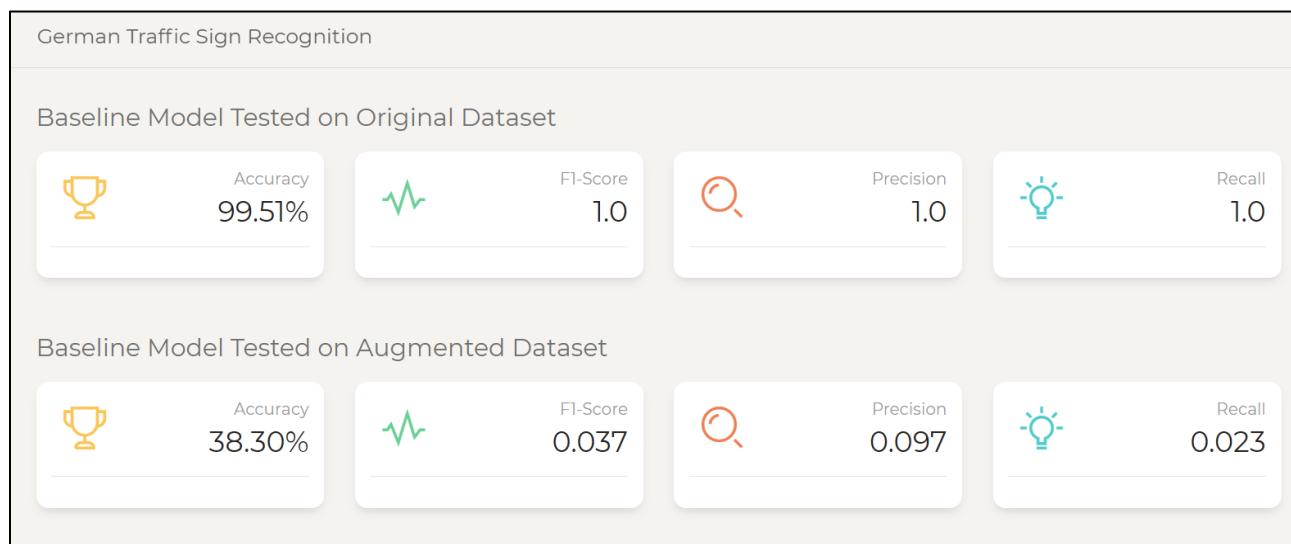 German Traffic Sign Recognition
Baseline Model Tested on Original Dataset
Accuracy
99.51%
F1-Score
1.0
Precision
1.0
Recall
1.0
Baseline Model Tested on Augmented Dataset
Accuracy
38.30%
F1-Score
0.037
Precision
0.097
Recall
0.023